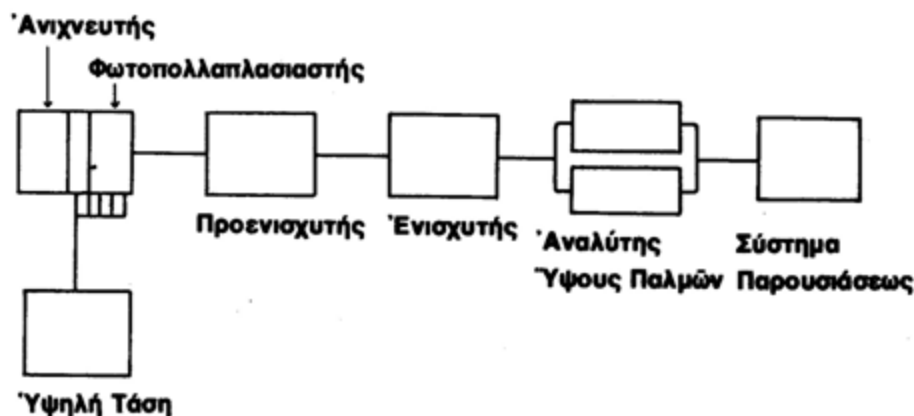 Ἀνιχνευτής
Φωτοπολλαπλασιαστής
Προενισχυτής
Ἐνισχυτής
Ἀναλύτης
Ὕψους Παλμῶν
Σύστημα
Παρουσιάσεως
Ὑψηλή Τάση